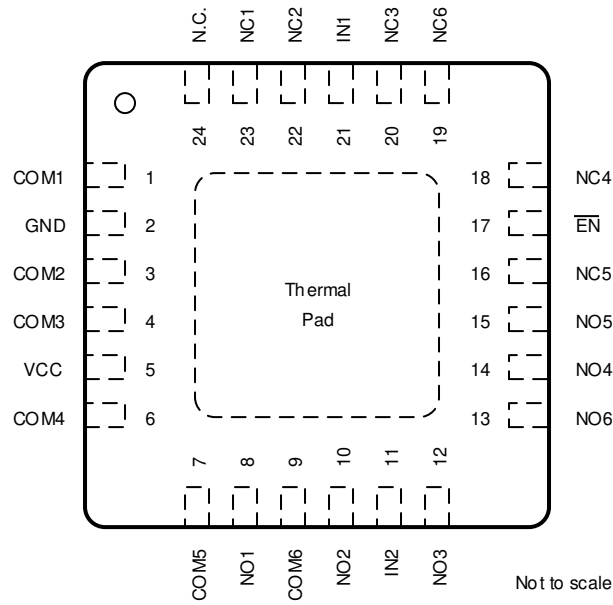 N.C.
NC1
NC2
IN1
NC3
NC6
24
23
22
21
20
19
COM1 1
GND 2
COM2 3
COM3 4
VCC 5
COM4 6
Thermal
Pad
18 NC4
17 EN
16 NC5
15 NO5
14 NO4
13 NO6
7
8
9
10
11
12
COM5
NO1
COM6
NO2
IN2
NO3
Not to scale